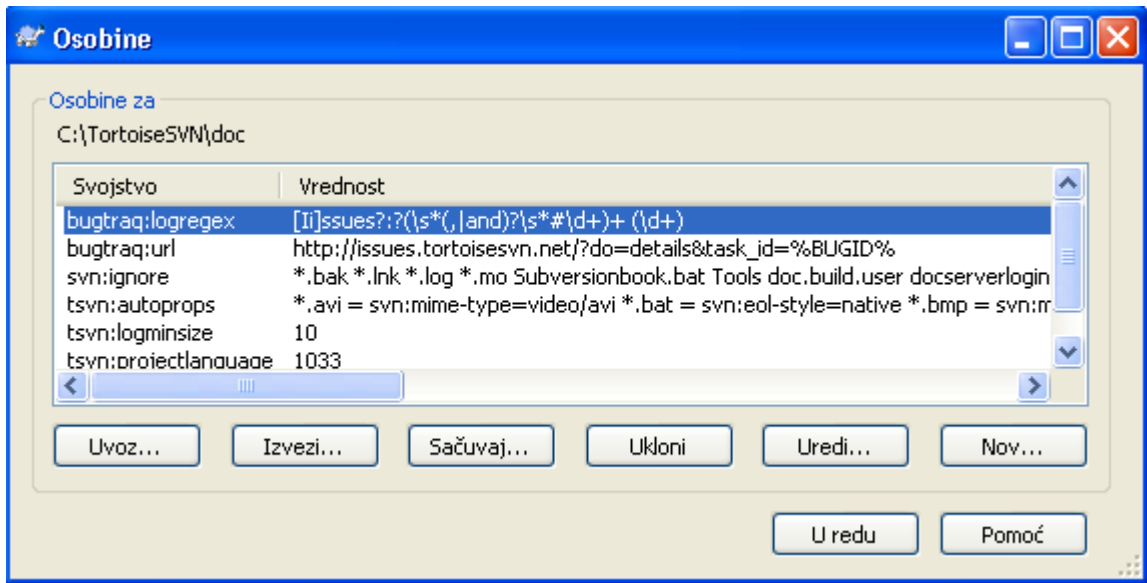 Osobine
Osobine za
C:\TortoiseSVN\doc
Svojstvo Vrednost
bugtraq:logregex [Ii]ssues?:?(\s*(,|and)?\s*#\d+)+ (\d+)
bugtraq:url http://issues.tortoisesvn.net/?do=details&task_id=%BUGID%
svn:ignore *.bak *.lnk *.log *.mo Subversionbook.bat Tools doc.build.user docserverlogin
tsvn:autoprops *.avi = svn:mime-type=video/avi *.bat = svn:eol-style=native *.bmp = svn:m
tsvn:logminsize 10
tsvn:projectlanguage 1033
Uvoz... Izvezi... Sačuvaj... Ukloni Uredi... Nov...
U redu Pomoć